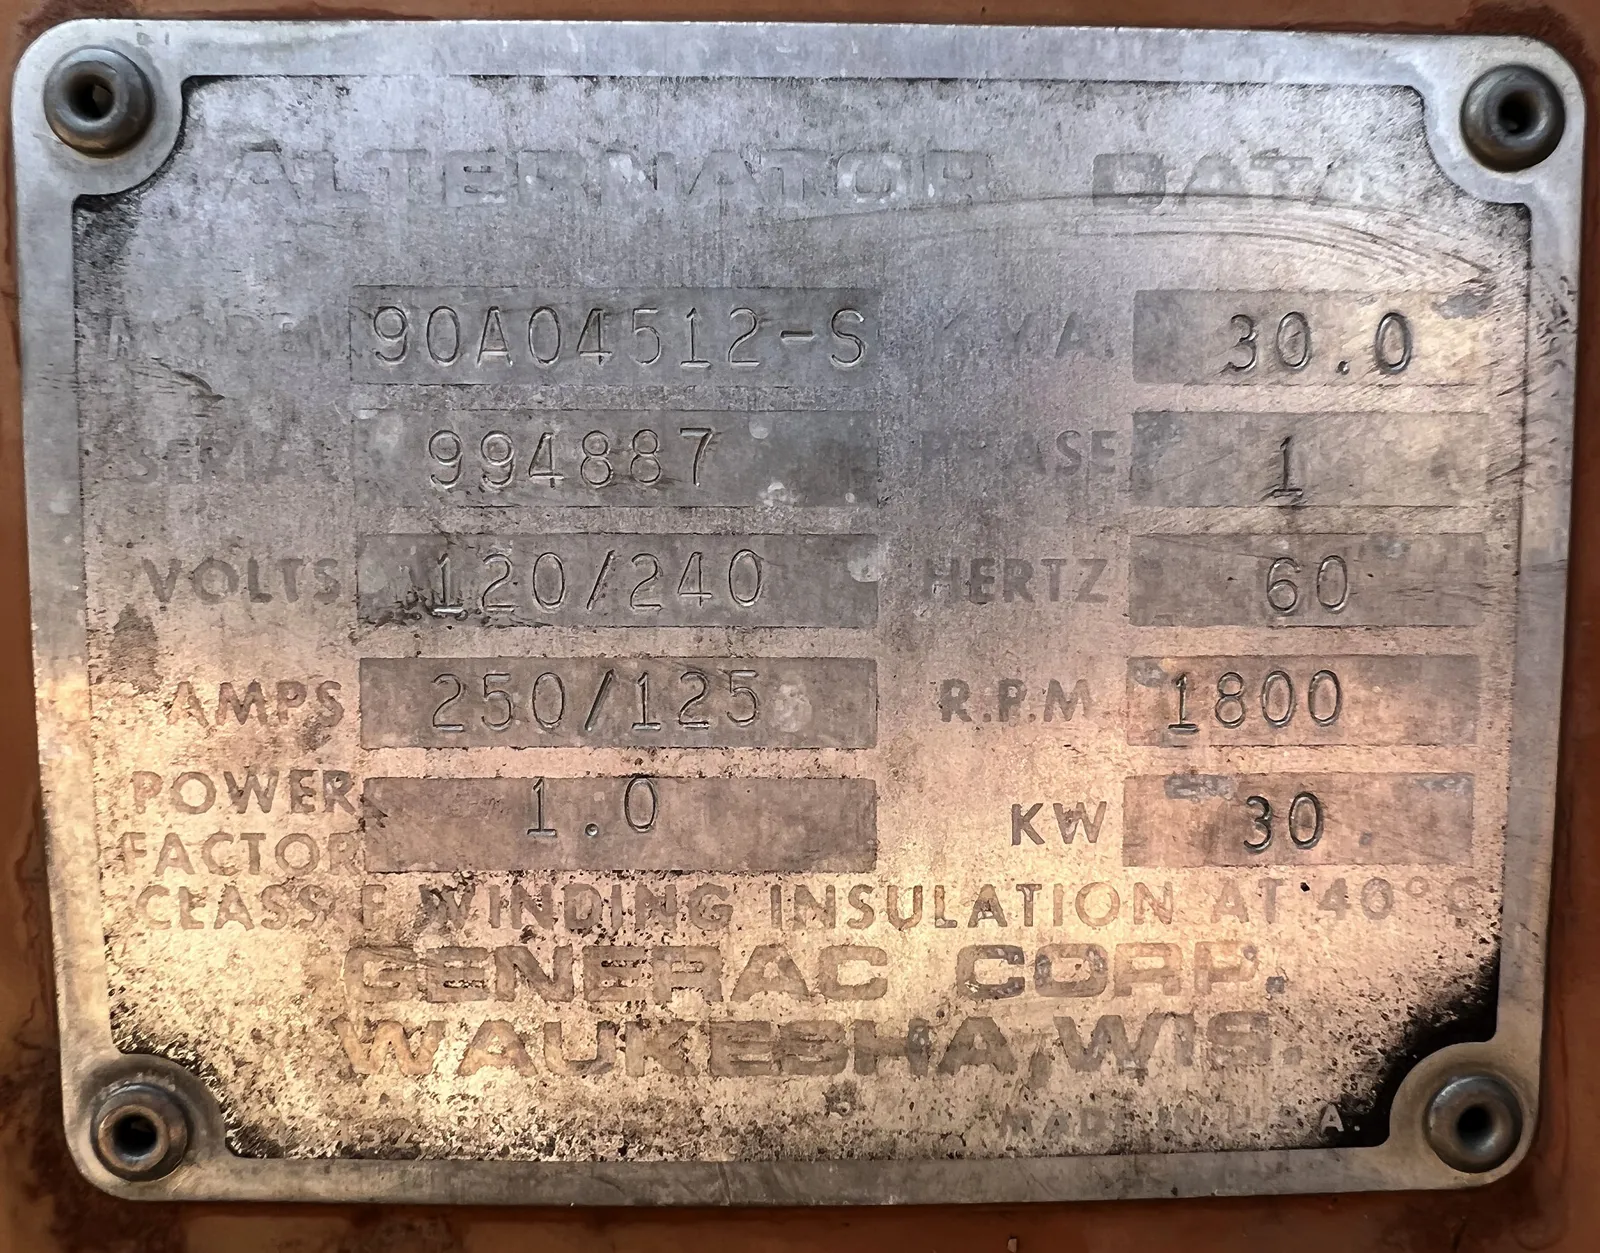 ALTERNATOR DATA
MODEL 90A04512-S K.V.A. 30.0
SERIAL 994887 PHASE 1
VOLTS 120/240 HERTZ 60
AMPS 250/125 R.P.M 1800
POWER FACTOR 1.0 KW 30
CLASS F WINDING INSULATION AT 40°C
GENERAC CORP.
WAUKESHA, WIS.
MADE IN U.S.A.